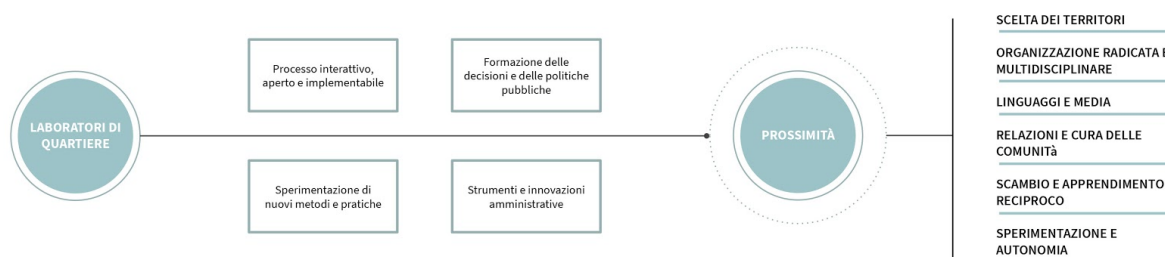 LABORATORI DI
QUARTIERE
Processo interattivo,
aperto e implementabile
Formazione delle
decisioni e delle politiche
pubbliche
Sperimentazione di
nuovi metodi e pratiche
Strumenti e innovazioni
amministrative
PROSSIMITÀ
SCELTA DEI TERRITORI
ORGANIZZAZIONE RADICATA E
MULTIDISCIPLINARE
LINGUAGGI E MEDIA
RELAZIONI E CURA DELLE
COMUNITà
SCAMBIO E APPRENDIMENTO
RECIPROCO
SPERIMENTAZIONE E
AUTONOMIA